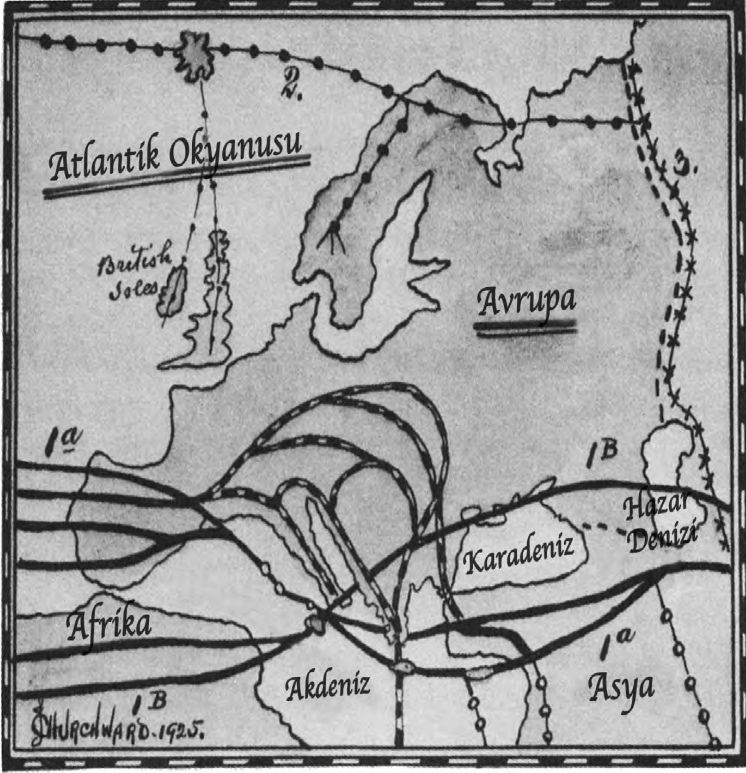 2.
Atlantik Okyanusu
3.
British
Isles
Avrupa
1a
1B
Hazar
Denizi
Karadeniz
Afrika
1a
Akdeniz
Asya
1B
J.CHURCHWARD.1925.